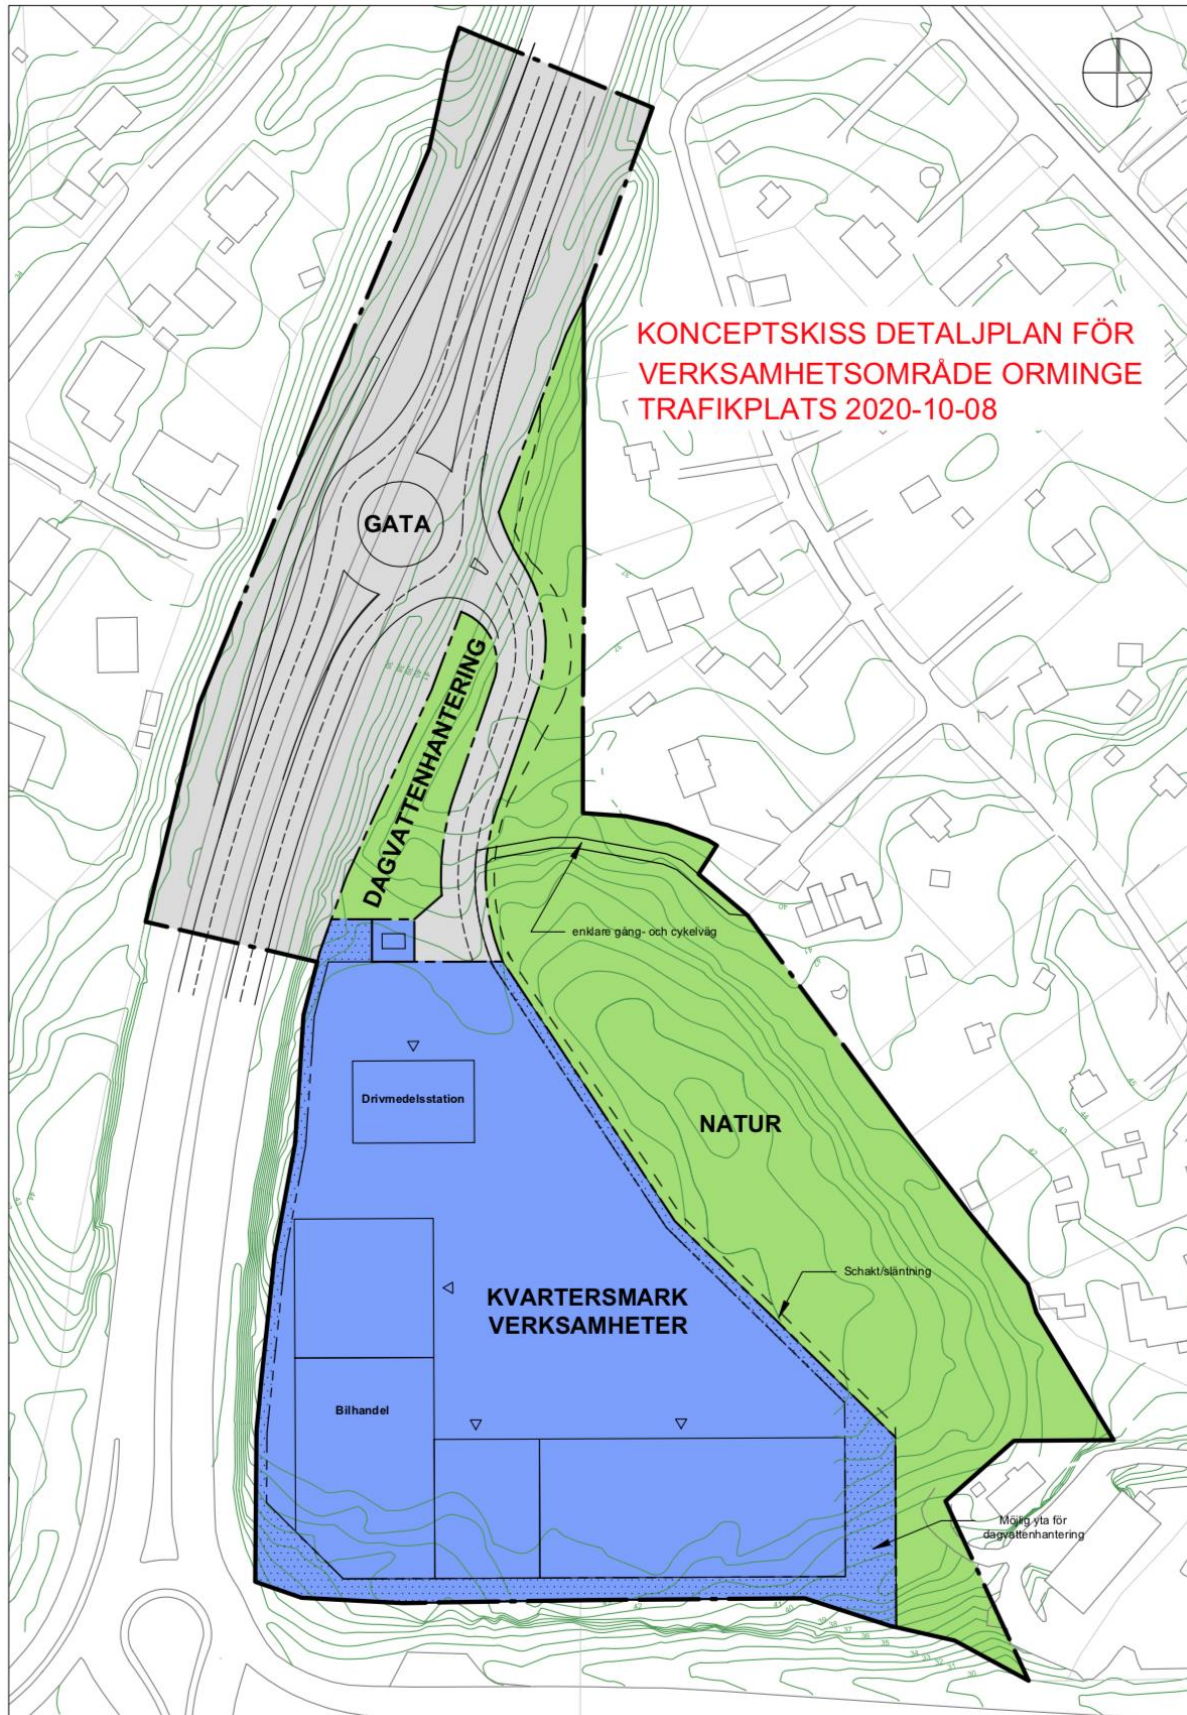 KONCEPTSKISS DETALJPLAN FÖR
VERKSAMHETSOMRÅDE ORMINGE
TRAFIKPLATS 2020-10-08
GATA
DAGVATTENHANTERING
enklare gång- och cykelväg
Drivmedelsstation
NATUR
Schakt/släntning
KVARTERSMARK
VERKSAMHETER
Bilhandel
Möjlig yta för
dagvattenhantering